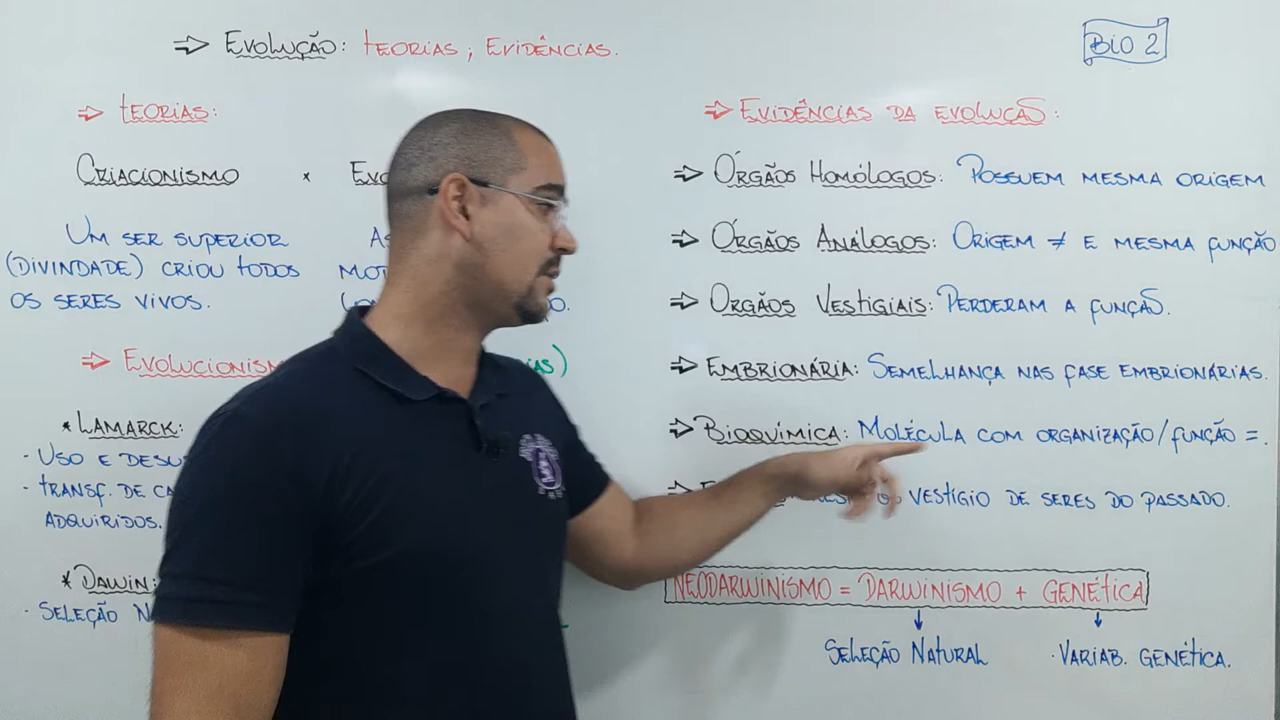 ⇒ Evolução: teorias; Evidências.
Bio 2
⇒ teorias:
Criacionismo x
Um ser superior
(divindade) criou todos
os seres vivos.
⇒ Evolucionism
* Lamarck:
- Uso e desu
- transf. de ca
adquiridos.
* Dawin:
· Seleção N
⇒ Evidências da evolução:
⇒ Órgãos Homólogos: Possuem mesma origem
⇒ Órgãos Análogos: Origem ≠ e mesma função
⇒ Orgãos Vestigiais: Perderam a função.
⇒ Embrionária: Semelhança nas fase embrionárias.
⇒ Bioquímica: Molécula com organização/função =.
vestígio de seres do passado.
Neodarwinismo = Darwinismo + Genética
Seleção Natural
· Variab. genética.